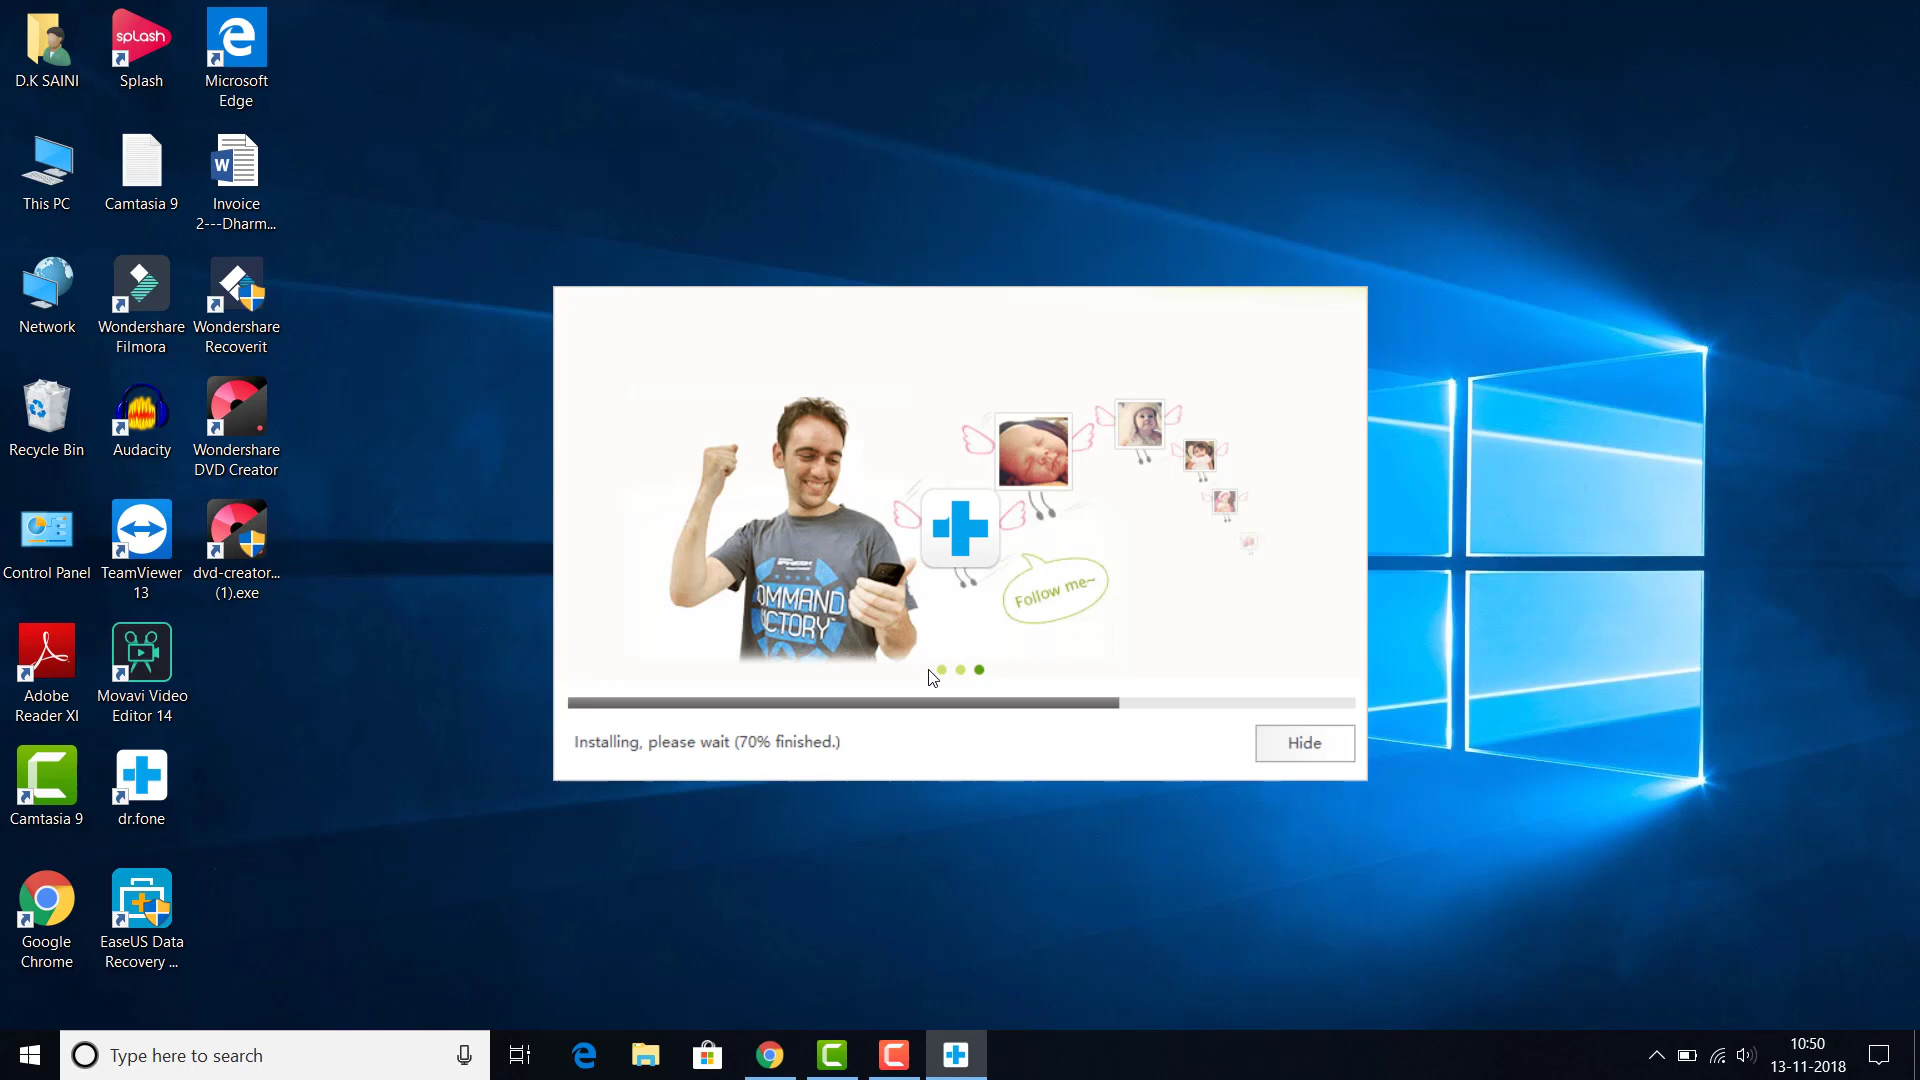 D.K SAINI
splash
Splash
Microsoft
Edge
This PC
Camtasia 9
W
Invoice
2---Dharm...
Network
Wondershare
Filmora
Wondershare
Recoverit
Recycle Bin
Audacity
Wondershare
DVD Creator
Control Panel
TeamViewer
13
dvd-creator...
(1).exe
Adobe
Reader XI
Movavi Video
Editor 14
Camtasia 9
dr.fone
Google
Chrome
EaseUS Data
Recovery ...
OMMAND
Follow me~
Installing, please wait (70% finished.)
Hide
Type here to search
10:50
13-11-2018